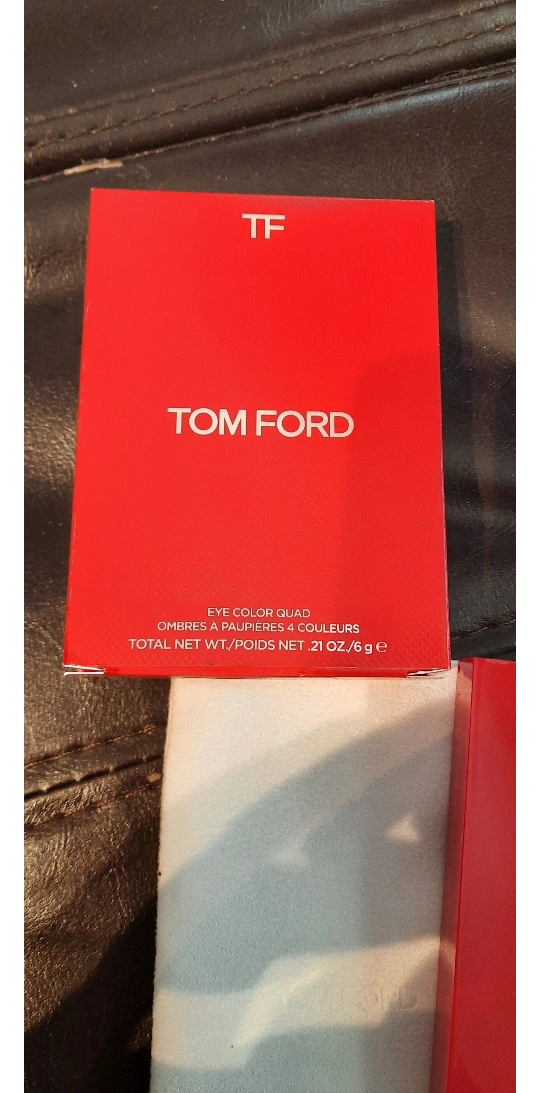 TF
TOM FORD
EYE COLOR QUAD
OMBRES À PAUPIÈRES 4 COULEURS
TOTAL NET WT./POIDS NET .21 OZ./6 g ℮